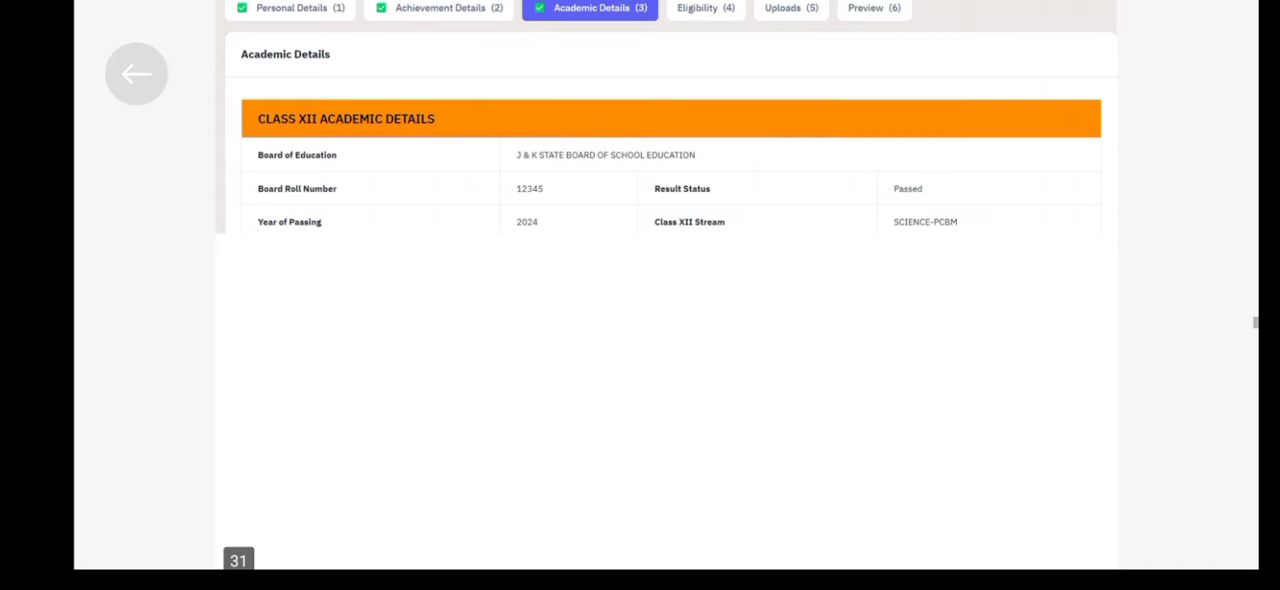 Personal Details (1) Achievement Details (2) Academic Details (3) Eligibility (4) Uploads (5) Preview (6)
Academic Details
CLASS XII ACADEMIC DETAILS
Board of Education J & K STATE BOARD OF SCHOOL EDUCATION
Board Roll Number 12345 Result Status Passed
Year of Passing 2024 Class XII Stream SCIENCE-PCBM
31